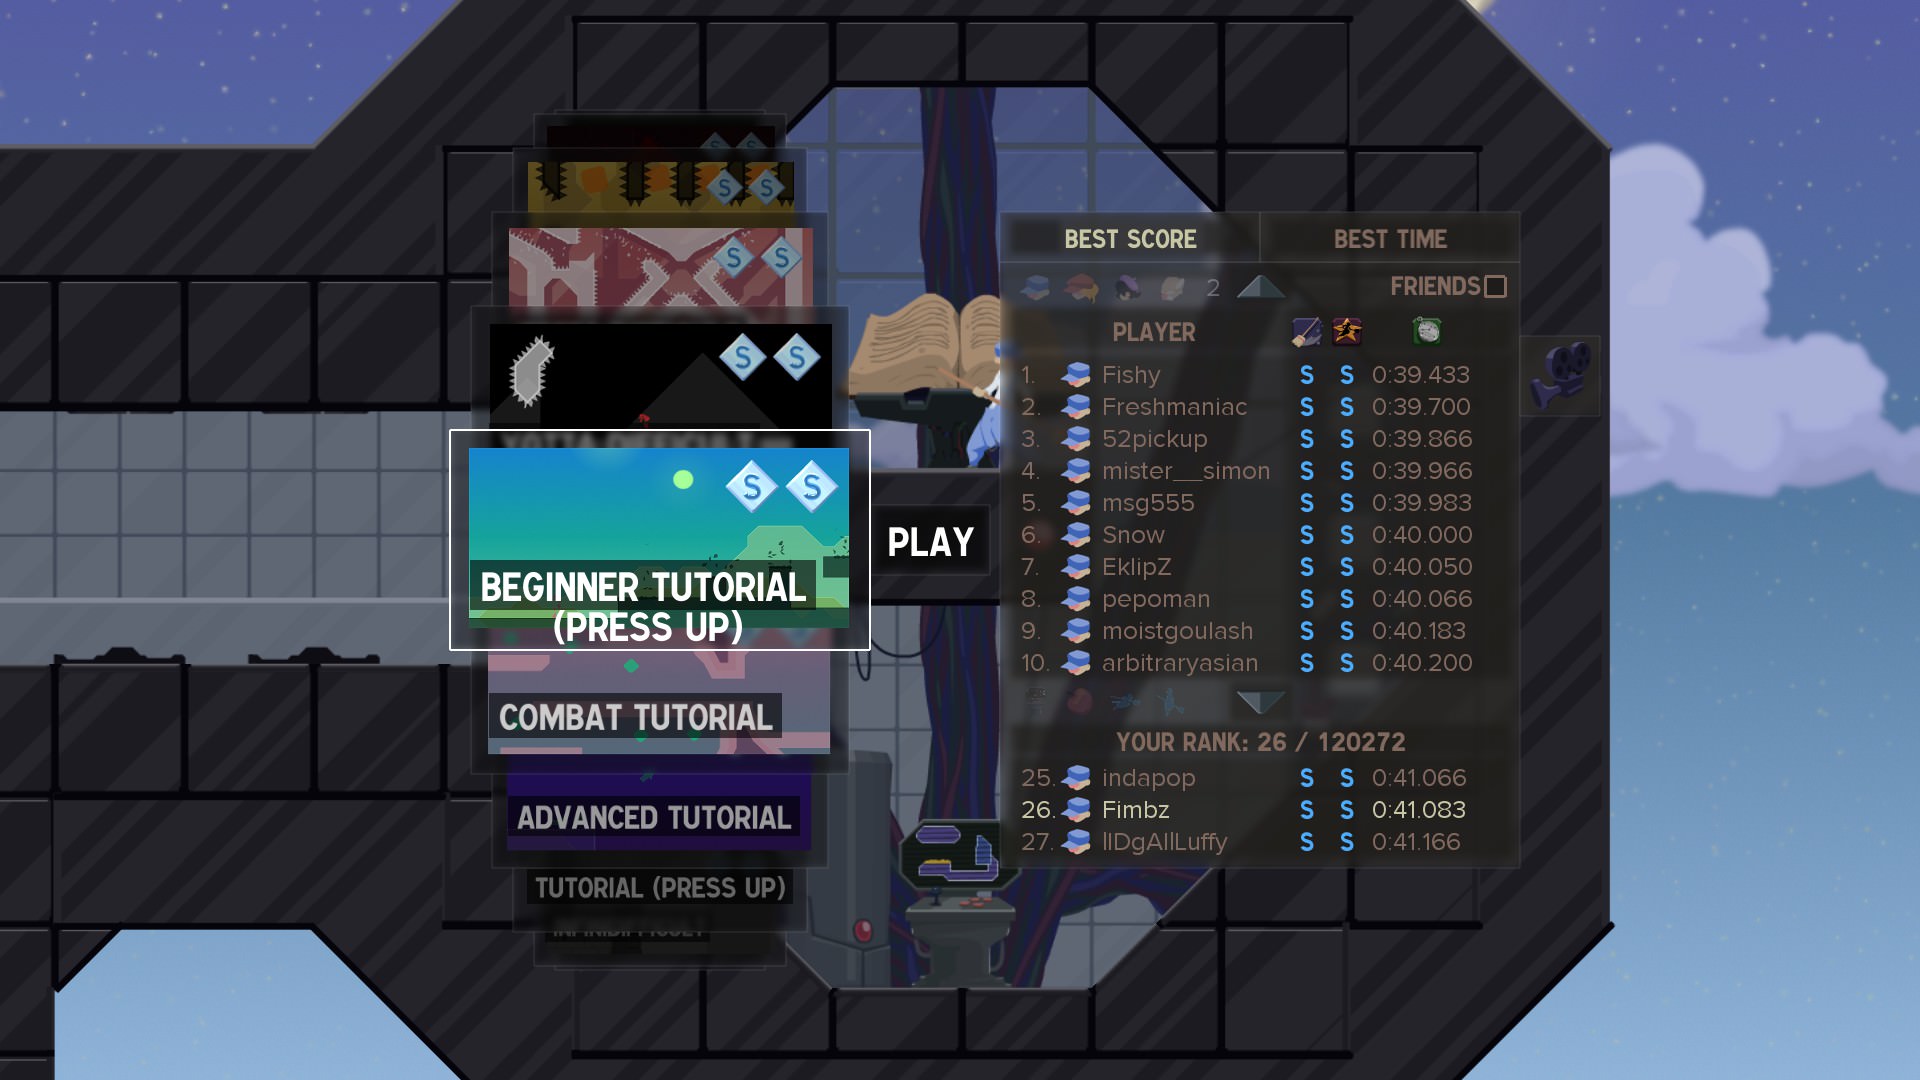 S S
S S
S S
S S
S S
BEGINNER TUTORIAL
(PRESS UP)
PLAY
COMBAT TUTORIAL
ADVANCED TUTORIAL
TUTORIAL (PRESS UP)
INFINIDIFFICULT
BEST SCORE BEST TIME
2 FRIENDS
PLAYER
1. Fishy S S 0:39.433
2. Freshmaniac S S 0:39.700
3. 52pickup S S 0:39.866
4. mister__simon S S 0:39.966
5. msg555 S S 0:39.983
6. Snow S S 0:40.000
7. EklipZ S S 0:40.050
8. pepoman S S 0:40.066
9. moistgoulash S S 0:40.183
10. arbitraryasian S S 0:40.200
YOUR RANK: 26 / 120272
25. indapop S S 0:41.066
26. Fimbz S S 0:41.083
27. llDgAllLuffy S S 0:41.166